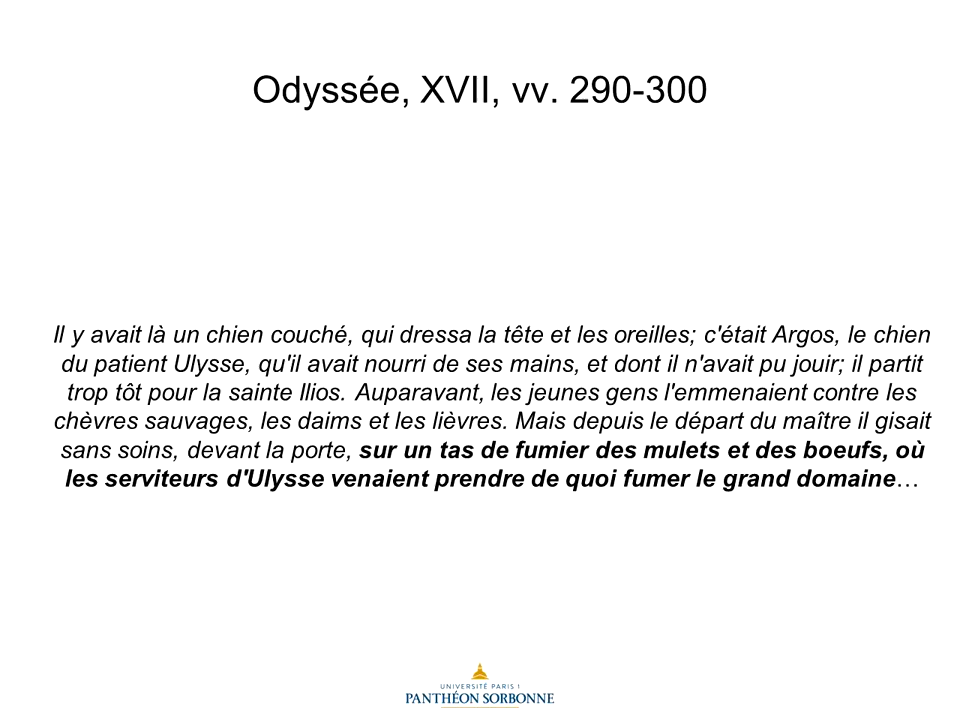 Odyssée, XVII, vv. 290-300
Il y avait là un chien couché, qui dressa la tête et les oreilles; c'était Argos, le chien
du patient Ulysse, qu'il avait nourri de ses mains, et dont il n'avait pu jouir; il partit
trop tôt pour la sainte Ilios. Auparavant, les jeunes gens l'emmenaient contre les
chèvres sauvages, les daims et les lièvres. Mais depuis le départ du maître il gisait
sans soins, devant la porte, sur un tas de fumier des mulets et des boeufs, où
les serviteurs d'Ulysse venaient prendre de quoi fumer le grand domaine…
UNIVERSITÉ PARIS 1
PANTHÉON SORBONNE